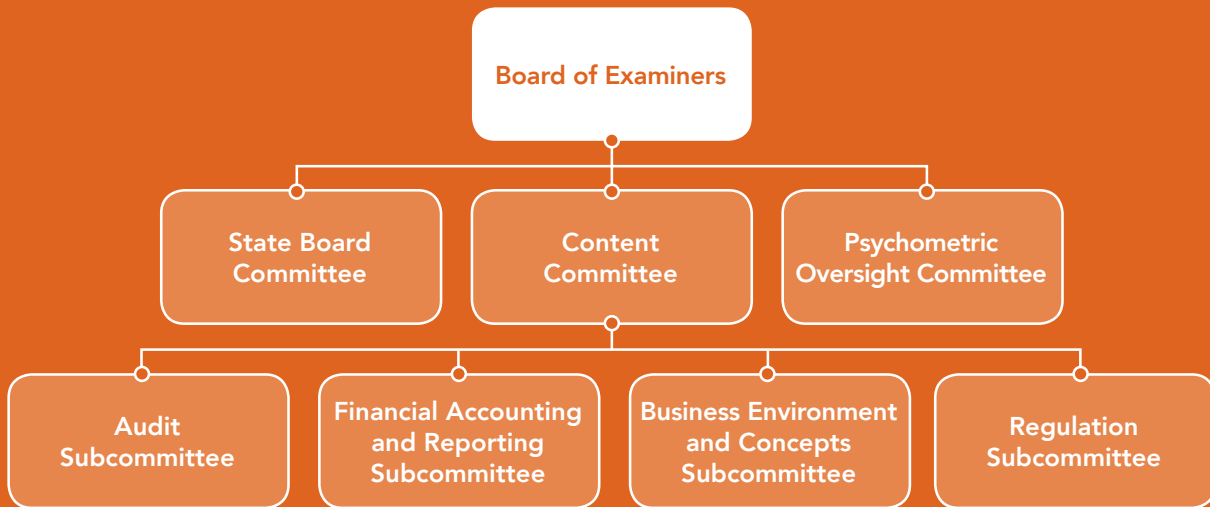 Board of Examiners
State Board
Committee
Content
Committee
Psychometric
Oversight Committee
Audit
Subcommittee
Financial Accounting
and Reporting
Subcommittee
Business Environment
and Concepts
Subcommittee
Regulation
Subcommittee